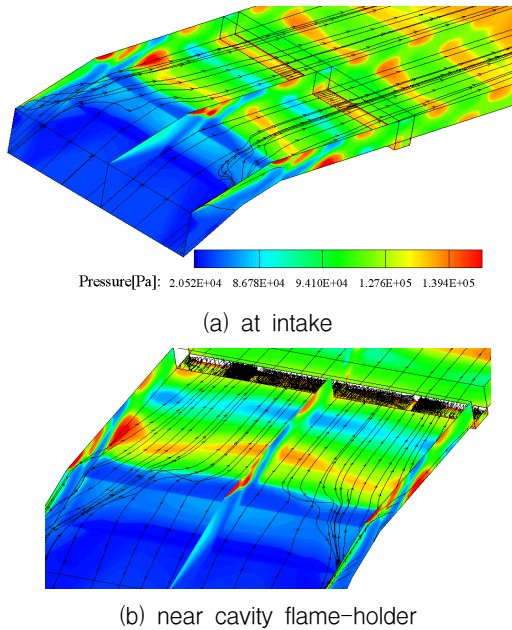 Pressure[Pa]: 2.052E+04 8.678E+04 9.410E+04 1.276E+05 1.394E+05
(a) at intake
(b) near cavity flame-holder